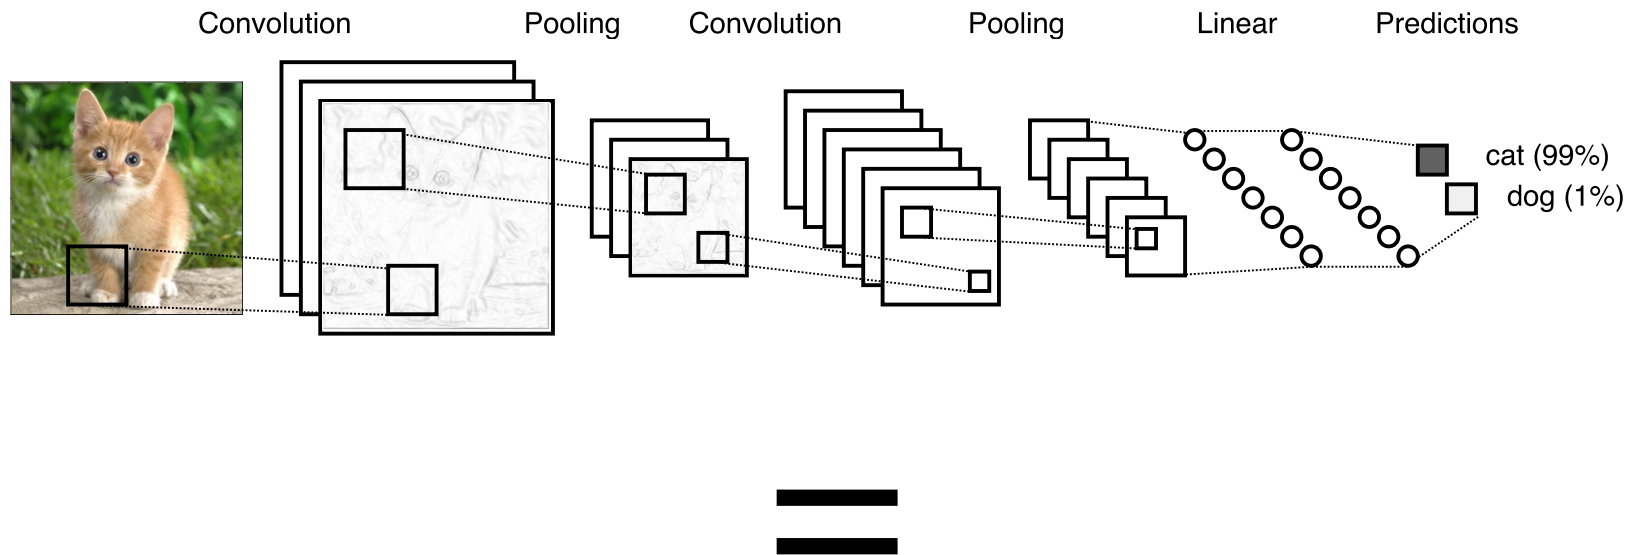 Convolution Pooling Convolution Pooling Linear Predictions
cat (99%)
dog (1%)